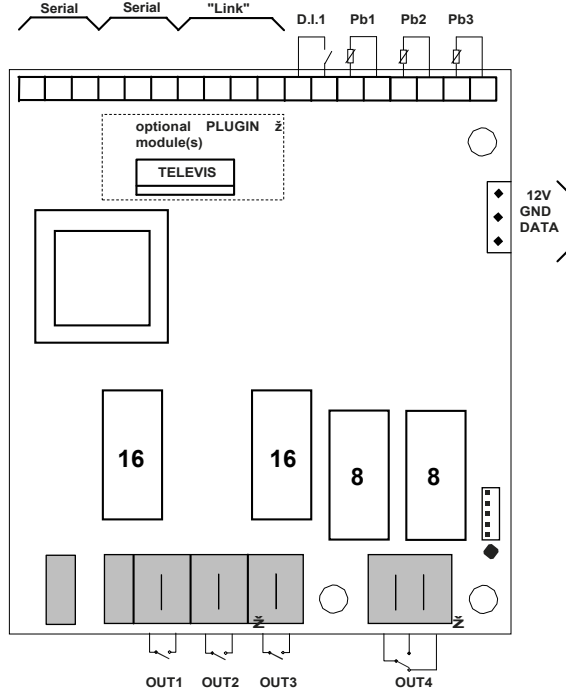 Serial Serial "Link" D.I.1 Pb1 Pb2 Pb3
optional PLUGIN ž
module(s)
TELEVIS
12V
GND
DATA
16 16 8 8
ž ž
OUT1 OUT2 OUT3 OUT4